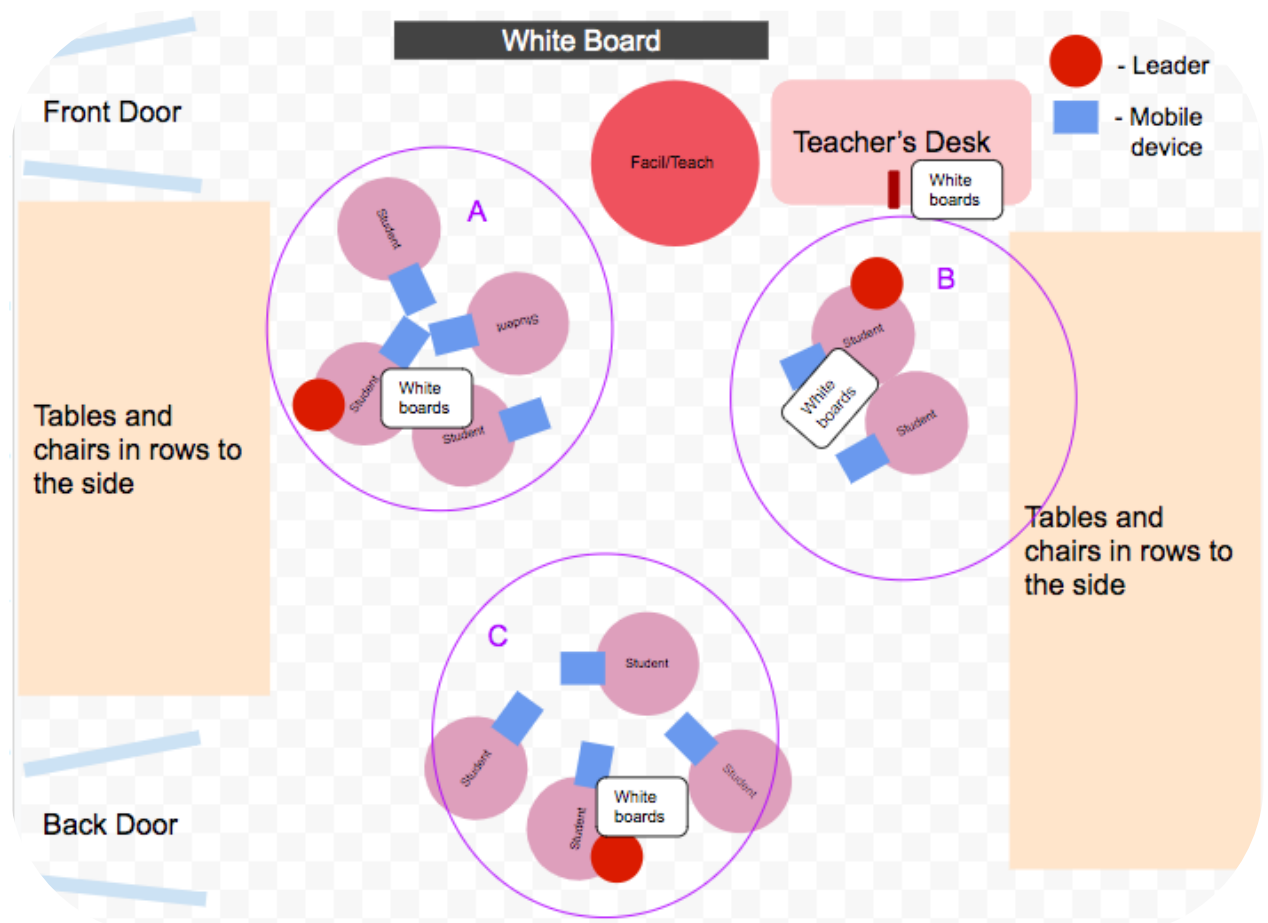 White Board
- Leader
- Mobile
device
Front Door
Facil/Teach
Teacher's Desk
White
boards
A
Student
Student
Student
White
boards
Student
B
Student
White
boards
Student
Tables and
chairs in rows to
the side
Tables and
chairs in rows to
the side
C
Student
Student
Student
Student
White
boards
Back Door